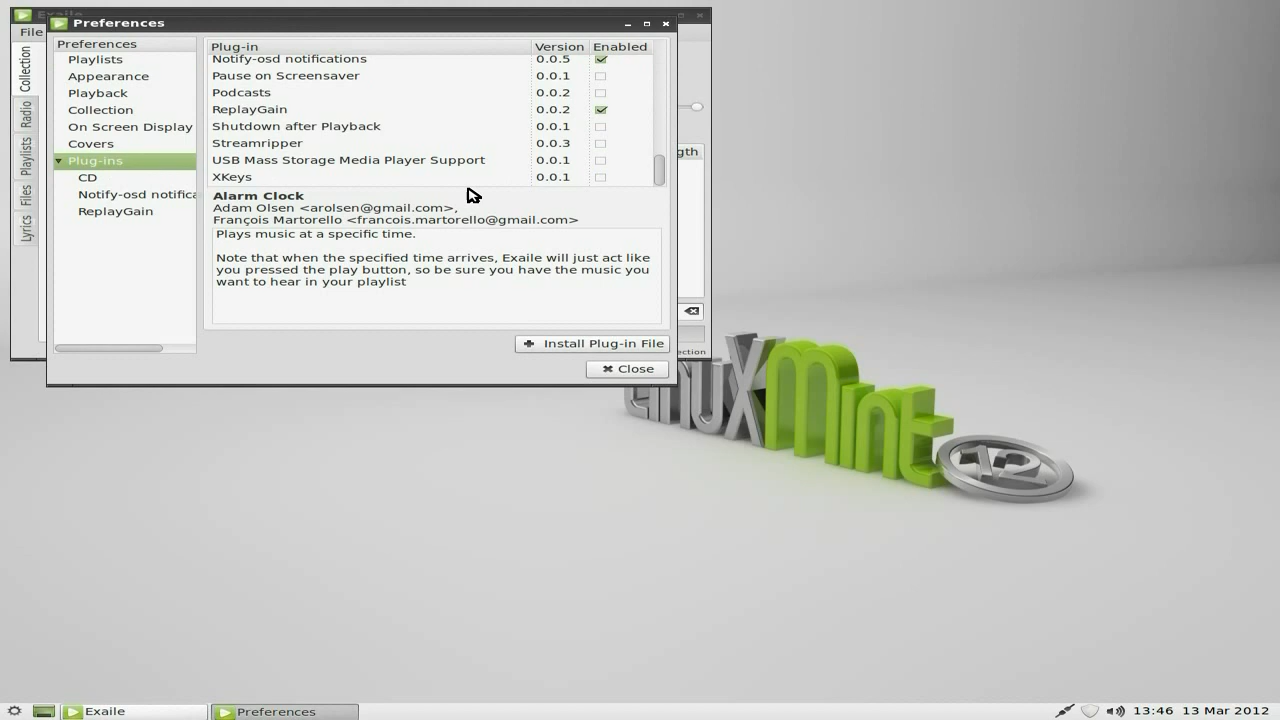 Exaile
Preferences
File
Collection
Radio
Playlists
Files
Lyrics
Preferences
Playlists
Appearance
Playback
Collection
On Screen Display
Covers
Plug-ins
CD
Notify-osd notifica
ReplayGain
Plug-in Version Enabled
Notify-osd notifications 0.0.5
Pause on Screensaver 0.0.1
Podcasts 0.0.2
ReplayGain 0.0.2
Shutdown after Playback 0.0.1
Streamripper 0.0.3
USB Mass Storage Media Player Support 0.0.1
XKeys 0.0.1
Alarm Clock
Adam Olsen <arolsen@gmail.com>,
François Martorello <francois.martorello@gmail.com>
Plays music at a specific time.
Note that when the specified time arrives, Exaile will just act like
you pressed the play button, so be sure you have the music you
want to hear in your playlist
Install Plug-in File
Close
gth
ection
LinuxMint
12
Exaile
Preferences
13:46 13 Mar 2012